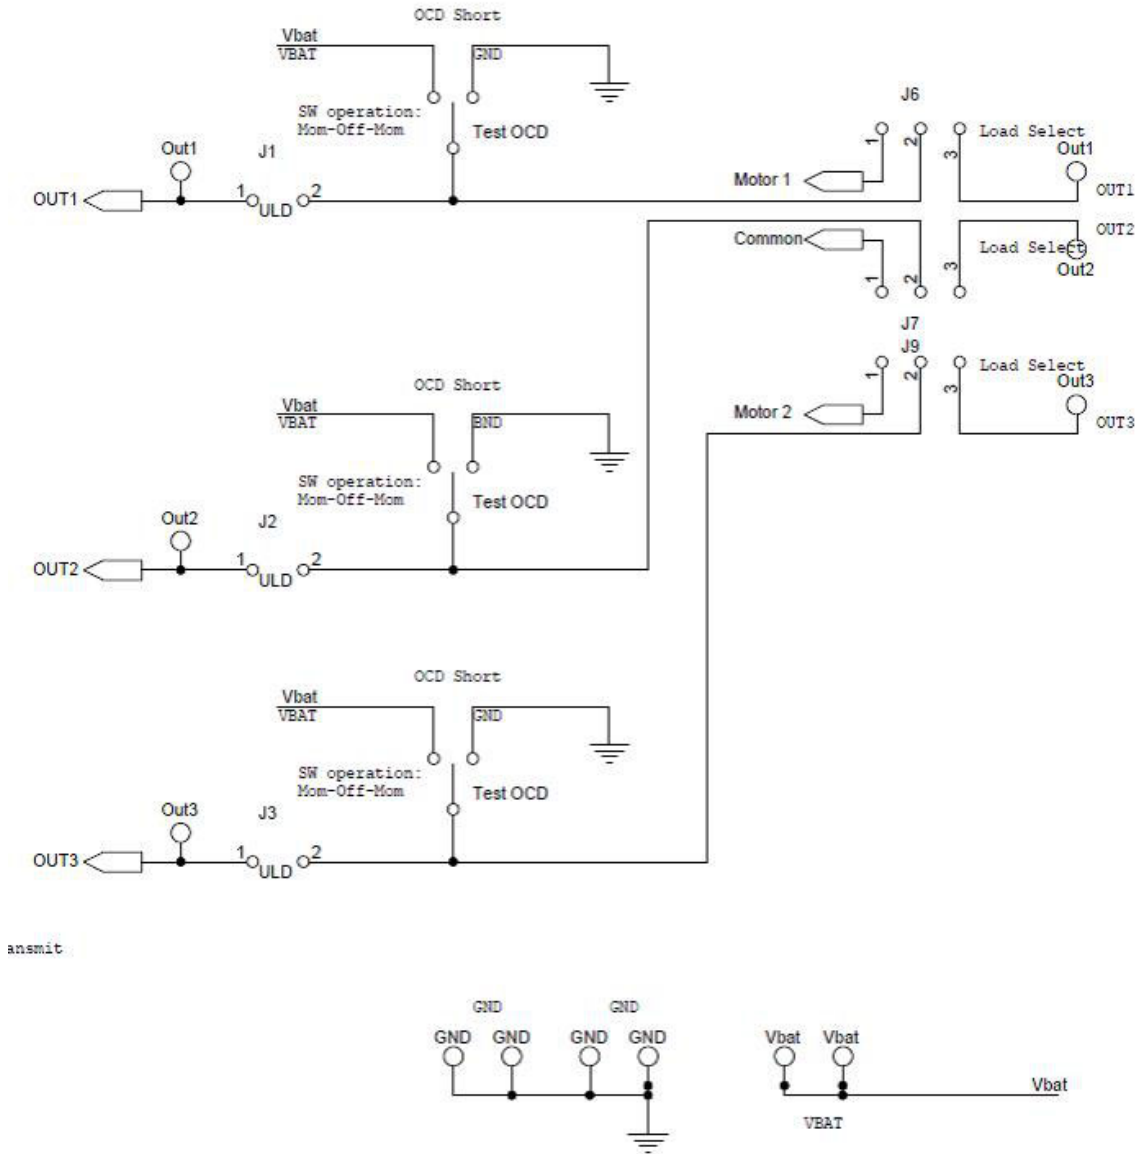 OCD Short
Vbat
VBAT
GND
J6
SW operation:
Mom-Off-Mom
Test OCD
1
2
3
Load Select
Out1
Out1
J1
Motor 1
OUT1
1
2
ULD
OUT1
OUT2
Common
Load Select
Out2
1
2
3
J7
J9
OCD Short
1
2
3
Load Select
Out3
Vbat
VBAT
BND
Motor 2
OUT3
SW operation:
Mom-Off-Mom
Test OCD
Out2
J2
OUT2
1
2
ULD
OCD Short
Vbat
VBAT
GND
SW operation:
Mom-Off-Mom
Test OCD
Out3
J3
OUT3
1
2
ULD
ansmit
GND
GND
GND
GND
GND
GND
Vbat
Vbat
Vbat
VBAT